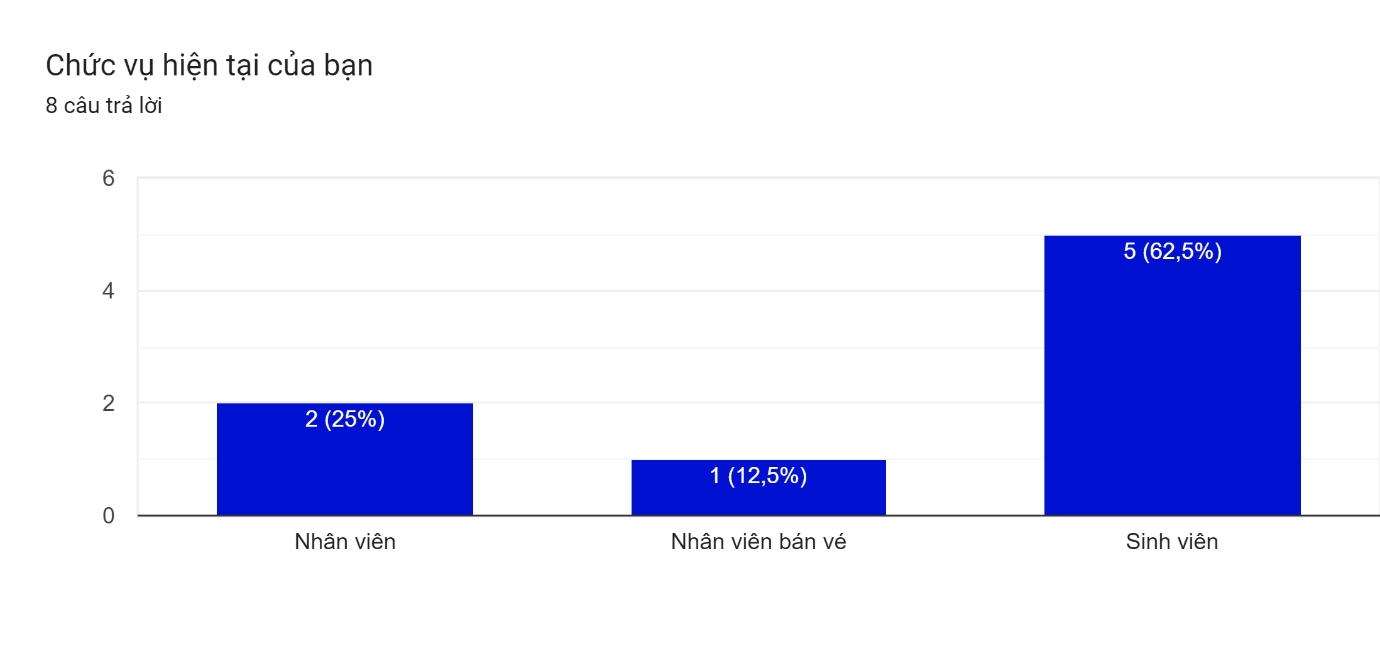 Chức vụ hiện tại của bạn
8 câu trả lời
6
4
2
0
2 (25%)
1 (12,5%)
5 (62,5%)
Nhân viên
Nhân viên bán vé
Sinh viên